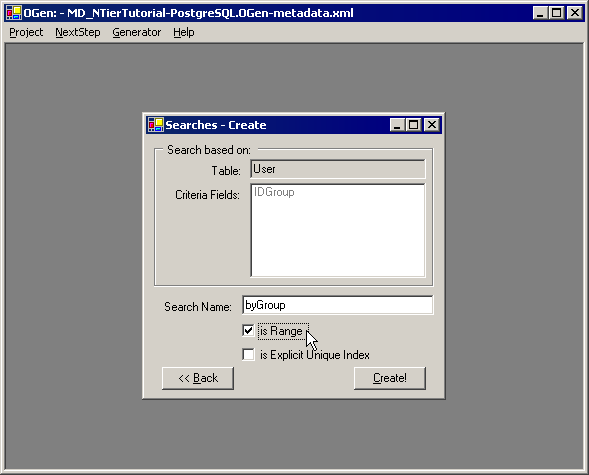 OGen: - MD_NTierTutorial-PostgreSQL.OGen-metadata.xml
Project NextStep Generator Help
Searches - Create
Search based on:
Table: User
Criteria Fields: IDGroup
Search Name: byGroup
is Range
is Explicit Unique Index
<< Back Create!